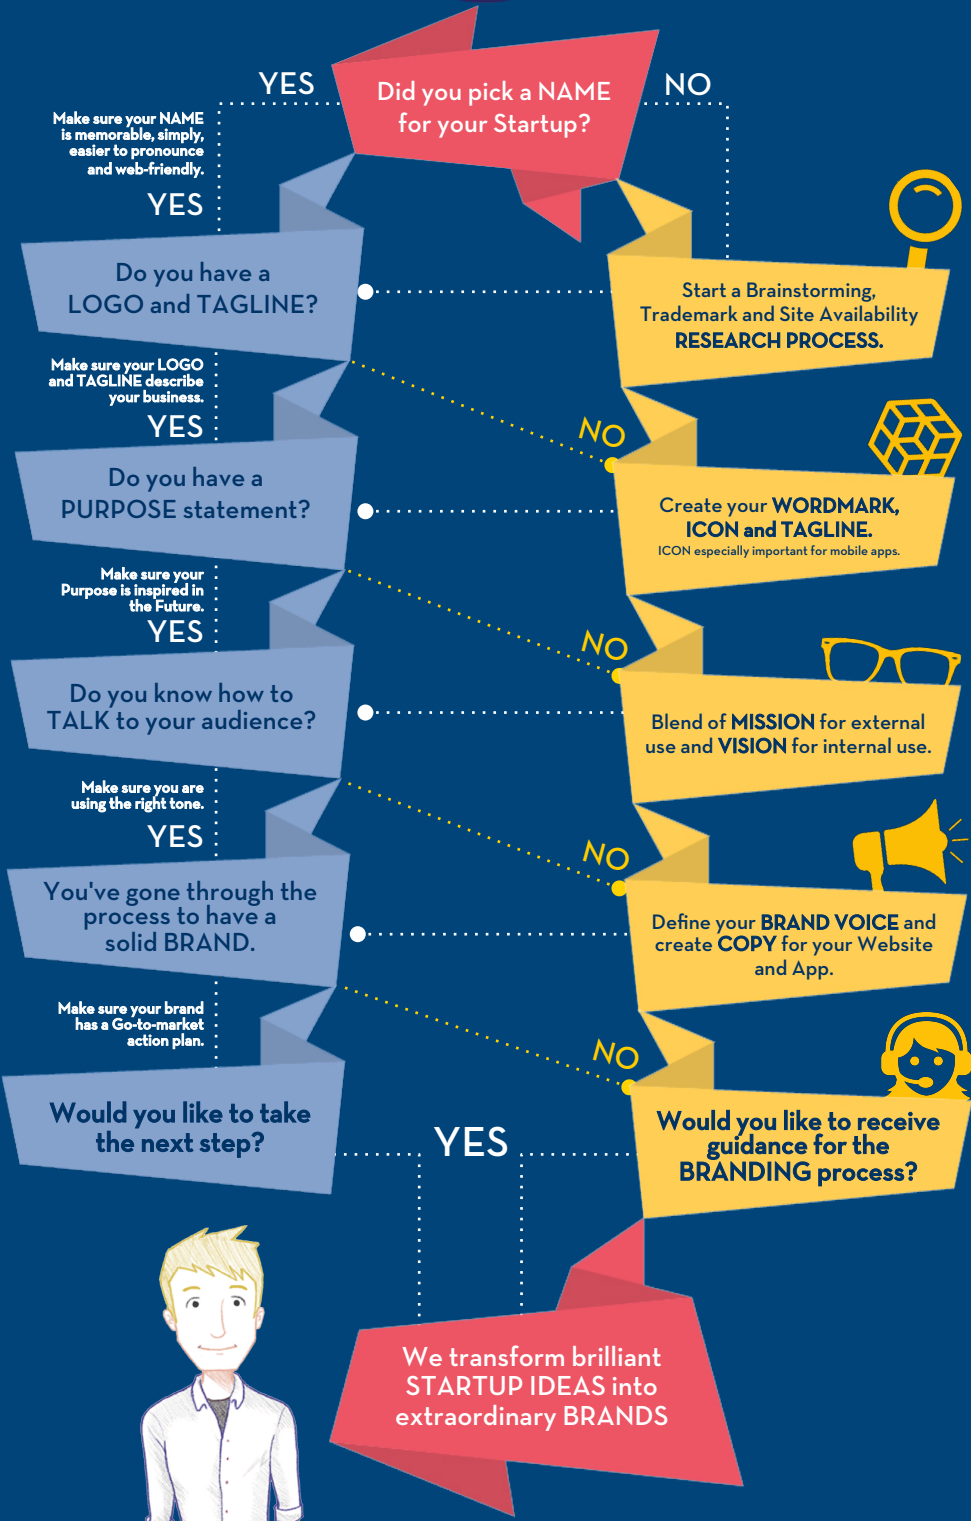 YES
Did you pick a NAME
for your Startup?
NO
Make sure your NAME
is memorable, simply,
easier to pronounce
and web-friendly.
YES
Do you have a
LOGO and TAGLINE?
Start a Brainstorming,
Trademark and Site Availability
RESEARCH PROCESS.
Make sure your LOGO
and TAGLINE describe
your business.
YES
NO
Do you have a
PURPOSE statement?
Create your WORDMARK,
ICON and TAGLINE.
ICON especially important for mobile apps.
Make sure your
Purpose is inspired in
the Future.
YES
NO
Do you know how to
TALK to your audience?
Blend of MISSION for external
use and VISION for internal use.
Make sure you are
using the right tone.
YES
NO
You've gone through the
process to have a
solid BRAND.
Define your BRAND VOICE and
create COPY for your Website
and App.
Make sure your brand
has a Go-to-market
action plan.
NO
Would you like to take
the next step?
YES
Would you like to receive
guidance for the
BRANDING process?
We transform brilliant
STARTUP IDEAS into
extraordinary BRANDS